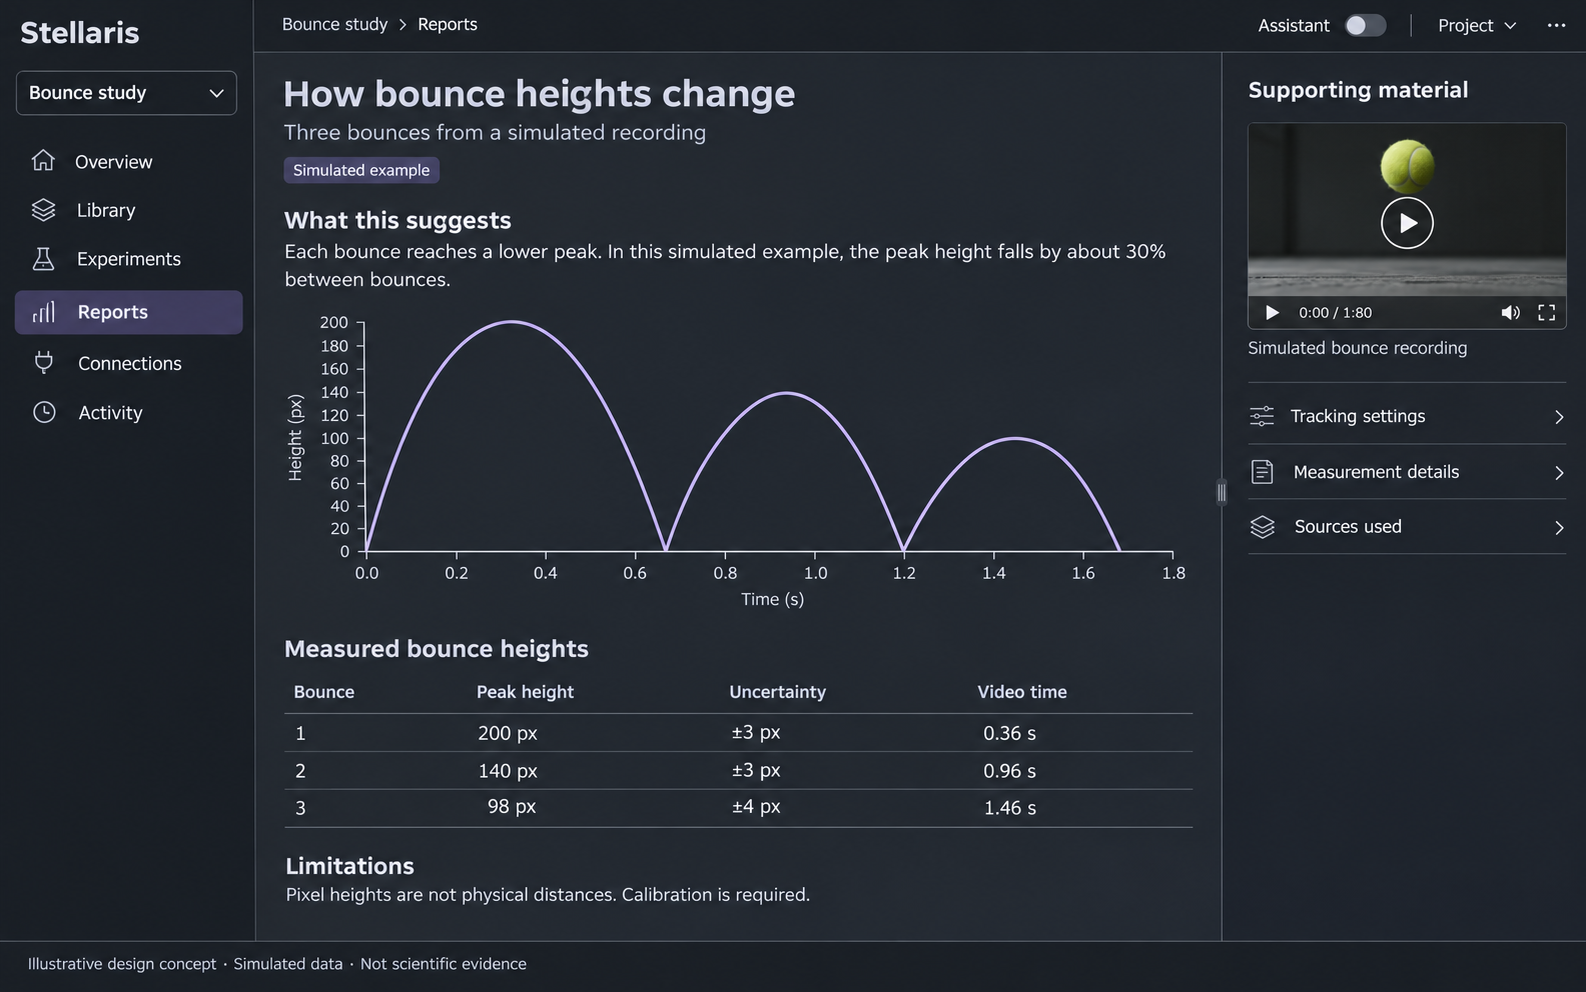 Stellaris
Bounce study
Overview
Library
Experiments
Reports
Connections
Activity
Bounce study > Reports
Assistant
Project
How bounce heights change
Three bounces from a simulated recording
Simulated example
What this suggests
Each bounce reaches a lower peak. In this simulated example, the peak height falls by about 30%
between bounces.
Height (px)
200
180
160
140
120
100
80
60
40
20
0
0.0 0.2 0.4 0.6 0.8 1.0 1.2 1.4 1.6 1.8
Time (s)
Measured bounce heights
Bounce Peak height Uncertainty Video time
1 200 px ±3 px 0.36 s
2 140 px ±3 px 0.96 s
3 98 px ±4 px 1.46 s
Limitations
Pixel heights are not physical distances. Calibration is required.
Supporting material
0:00 / 1:80
Simulated bounce recording
Tracking settings
Measurement details
Sources used
Illustrative design concept · Simulated data · Not scientific evidence